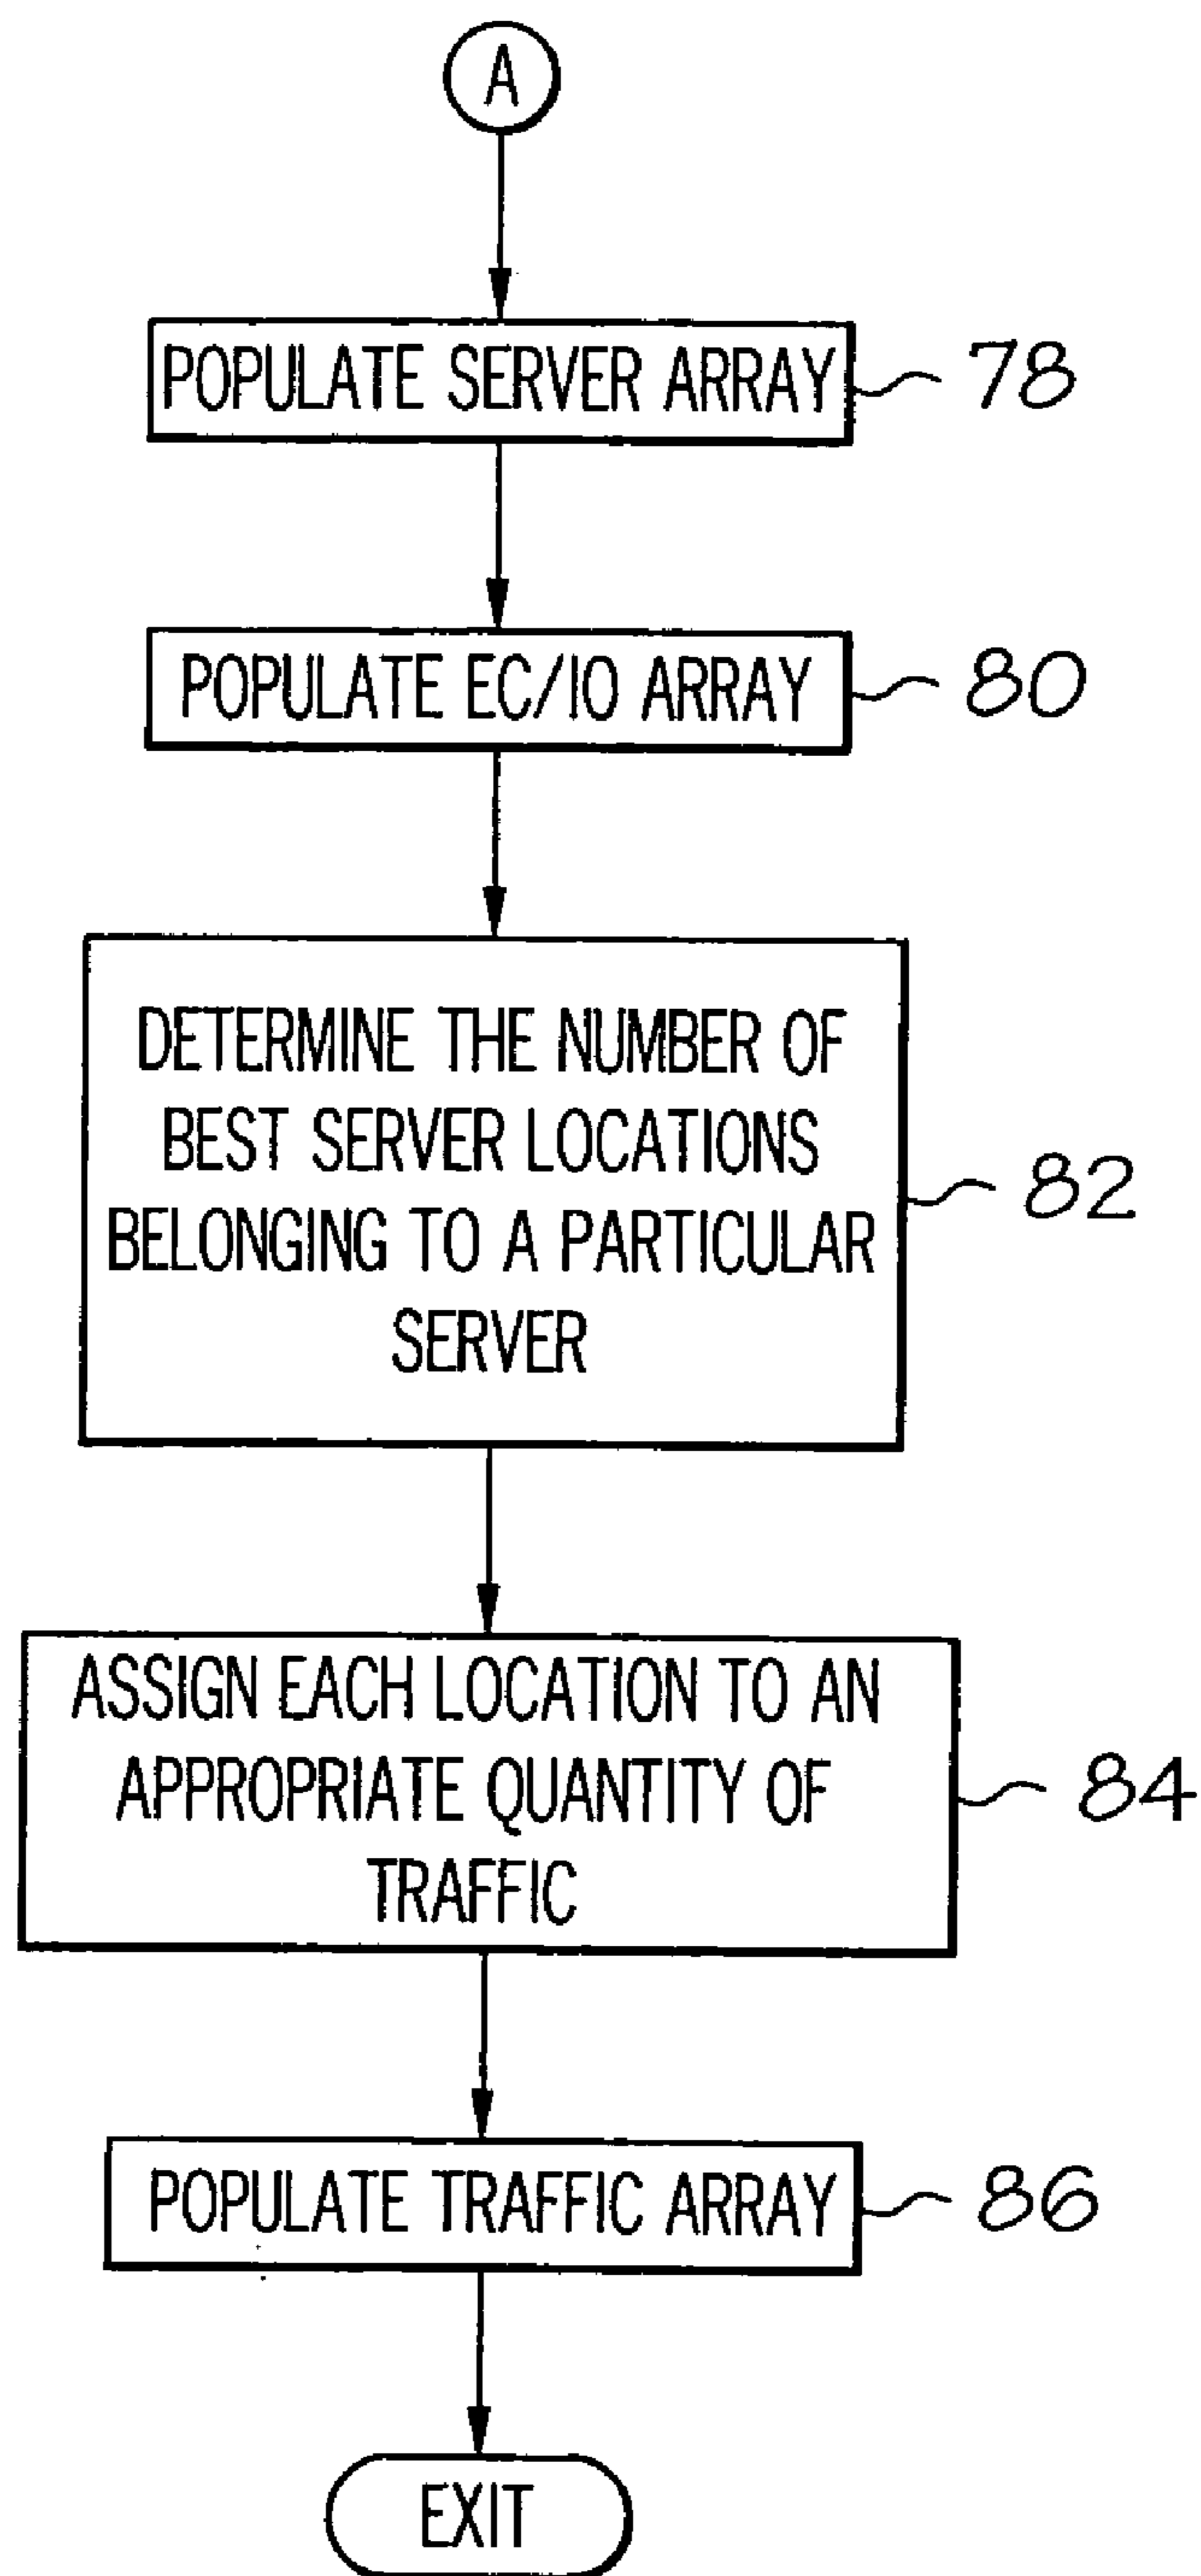 A
POPULATE SERVER ARRAY
78
POPULATE EC/IO ARRAY
80
DETERMINE THE NUMBER OF
BEST SERVER LOCATIONS
BELONGING TO A PARTICULAR
SERVER
82
ASSIGN EACH LOCATION TO AN
APPROPRIATE QUANTITY OF
TRAFFIC
84
POPULATE TRAFFIC ARRAY
86
EXIT